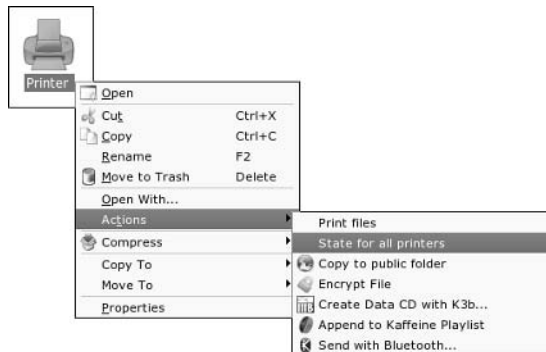 Printer
Open
Cut Ctrl+X
Copy Ctrl+C
Rename F2
Move to Trash Delete
Open With...
Actions
Compress
Copy To
Move To
Properties
Print files
State for all printers
Copy to public folder
Encrypt File
Create Data CD with K3b...
Append to Kaffeine Playlist
Send with Bluetooth...